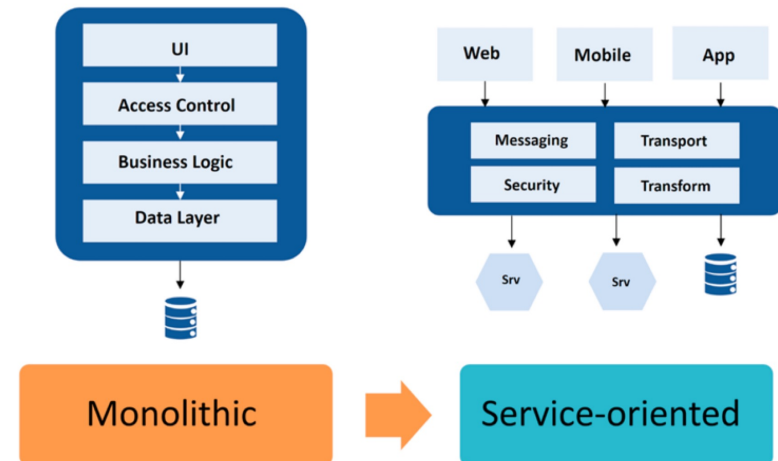 UI
Access Control
Business Logic
Data Layer
Monolithic
Web
Mobile
App
Messaging
Transport
Security
Transform
Srv
Srv
Service-oriented